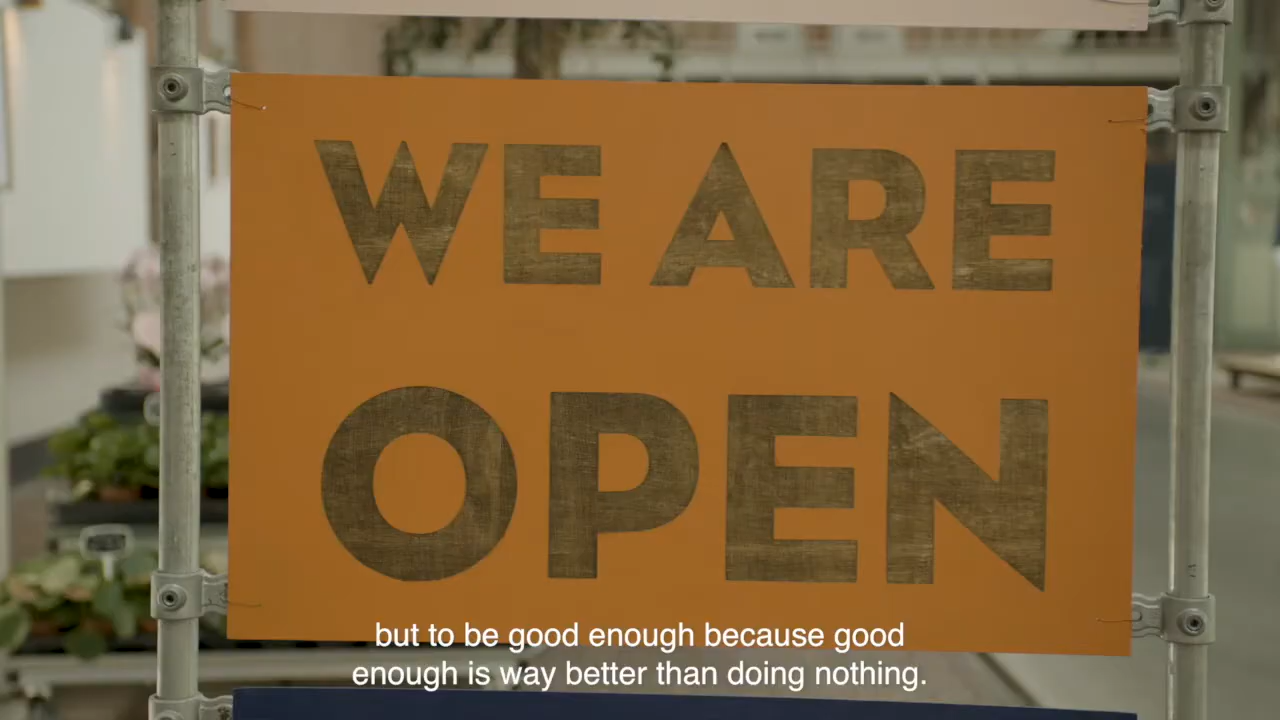 WE ARE
OPEN
but to be good enough because good
enough is way better than doing nothing.